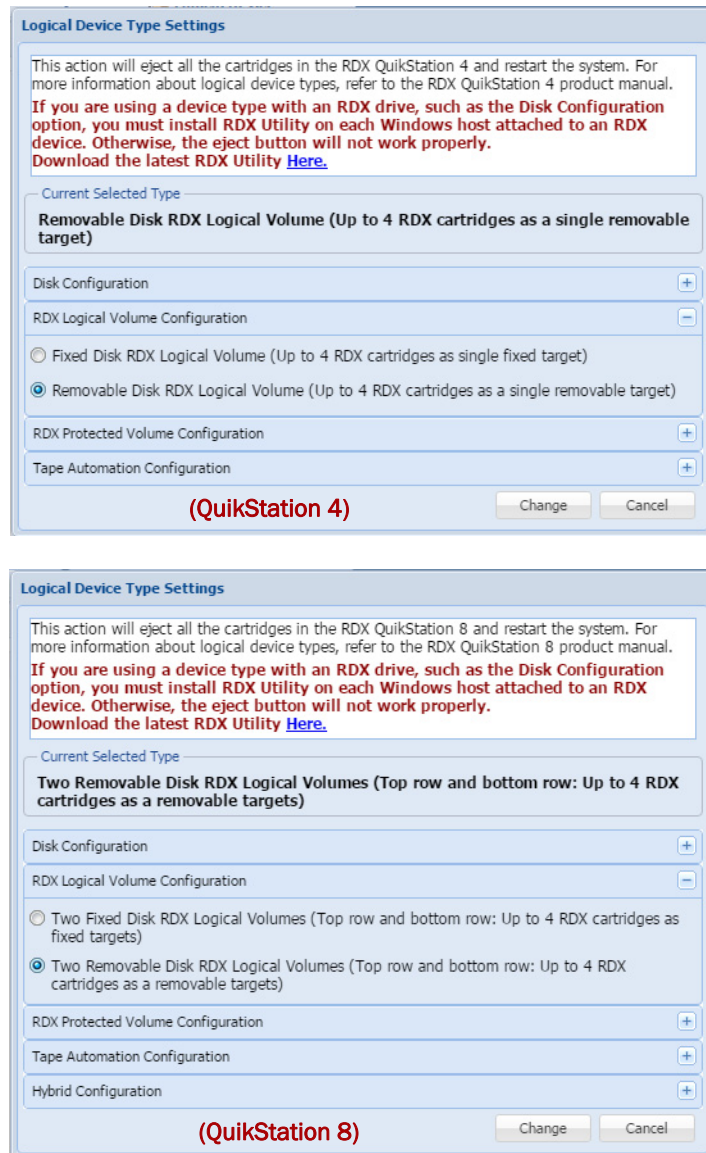 Logical Device Type Settings
This action will eject all the cartridges in the RDX QuikStation 4 and restart the system. For
more information about logical device types, refer to the RDX QuikStation 4 product manual.
If you are using a device type with an RDX drive, such as the Disk Configuration
option, you must install RDX Utility on each Windows host attached to an RDX
device. Otherwise, the eject button will not work properly.
Download the latest RDX Utility Here.
Current Selected Type
Removable Disk RDX Logical Volume (Up to 4 RDX cartridges as a single removable
target)
Disk Configuration
RDX Logical Volume Configuration
Fixed Disk RDX Logical Volume (Up to 4 RDX cartridges as single fixed target)
Removable Disk RDX Logical Volume (Up to 4 RDX cartridges as a single removable target)
RDX Protected Volume Configuration
Tape Automation Configuration
(QuikStation 4)
Change
Cancel
Logical Device Type Settings
This action will eject all the cartridges in the RDX QuikStation 8 and restart the system. For
more information about logical device types, refer to the RDX QuikStation 8 product manual.
If you are using a device type with an RDX drive, such as the Disk Configuration
option, you must install RDX Utility on each Windows host attached to an RDX
device. Otherwise, the eject button will not work properly.
Download the latest RDX Utility Here.
Current Selected Type
Two Removable Disk RDX Logical Volumes (Top row and bottom row: Up to 4 RDX
cartridges as a removable targets)
Disk Configuration
RDX Logical Volume Configuration
Two Fixed Disk RDX Logical Volumes (Top row and bottom row: Up to 4 RDX cartridges as
fixed targets)
Two Removable Disk RDX Logical Volumes (Top row and bottom row: Up to 4 RDX
cartridges as a removable targets)
RDX Protected Volume Configuration
Tape Automation Configuration
Hybrid Configuration
(QuikStation 8)
Change
Cancel